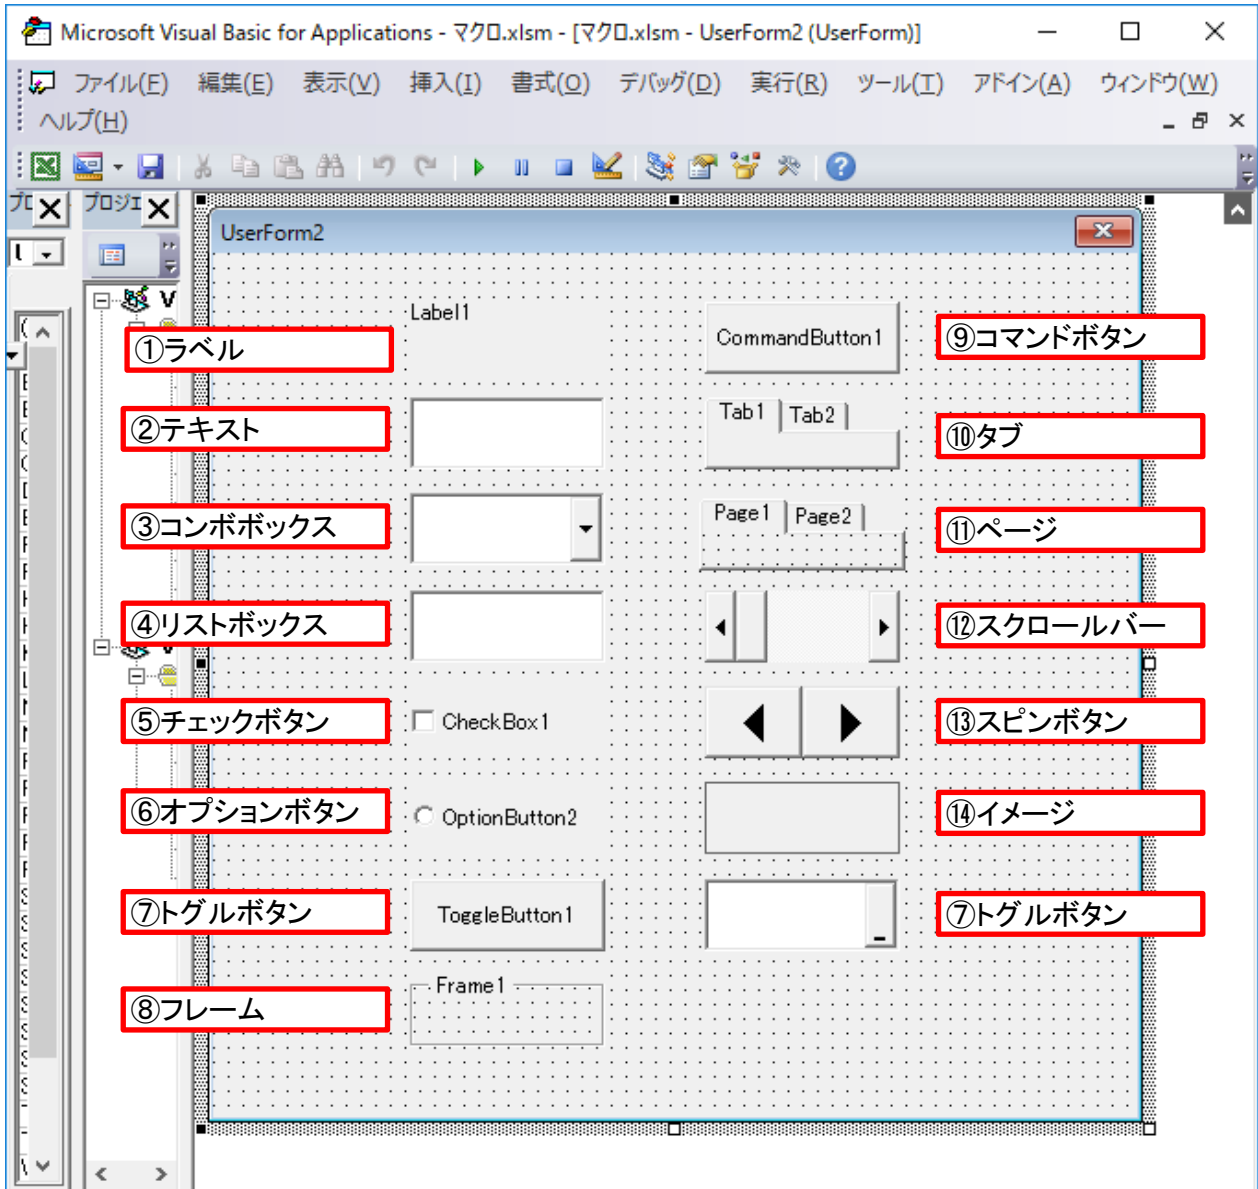 Microsoft Visual Basic for Applications - マクロ.xlsm - [マクロ.xlsm - UserForm2 (UserForm)]
ファイル(F) 編集(E) 表示(V) 挿入(I) 書式(O) デバッグ(D) 実行(R) ツール(T) アドイン(A) ウィンドウ(W)
ヘルプ(H)
プロジェ
UserForm2
Label1
CommandButton1
①ラベル
⑨コマンドボタン
②テキスト
Tab1 Tab2
⑩タブ
③コンボボックス
Page1 Page2
⑪ページ
④リストボックス
⑫スクロールバー
⑤チェックボタン
CheckBox1
⑬スピンボタン
⑥オプションボタン
OptionButton2
⑭イメージ
⑦トグルボタン
ToggleButton1
⑦トグルボタン
⑧フレーム
Frame1